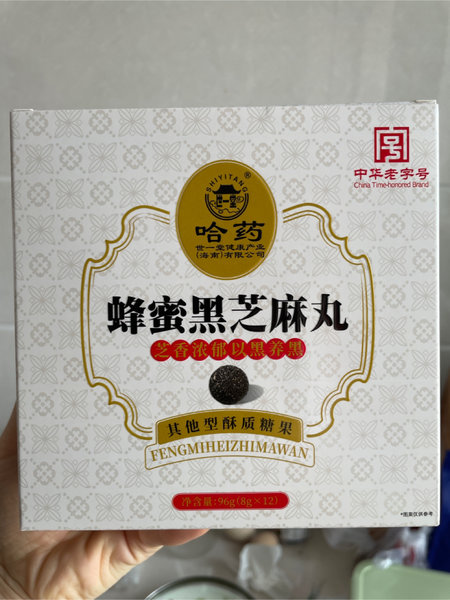 字号
中华老字号
China Time-honored Brand
SHIYITANG
®
哈药
世一堂健康产业
(海南)有限公司
蜂蜜黑芝麻丸
芝香浓郁以黑养黑
其他型酥质糖果
FENGMIHEIZHIMAWAN
净含量:96g(8g×12)
*图案仅供参考